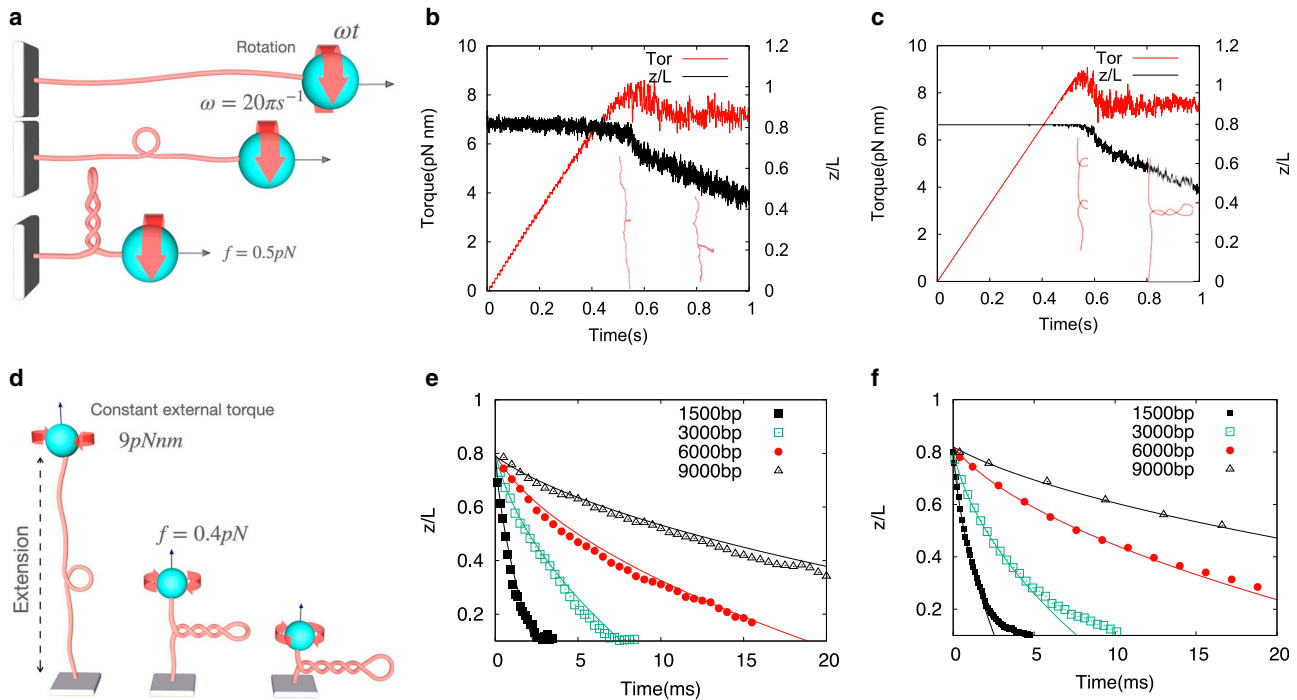 a
ωt
Rotation
ω = 20πs⁻¹
f = 0.5pN
b
10
8
6
4
2
0
Torque(pN nm)
Tor
z/L
1.2
1
0.8
0.6
0.4
0.2
0
z/L
0 0.2 0.4 0.6 0.8 1
Time(s)
c
10
8
6
4
2
0
Torque(pN nm)
Tor
z/L
1.2
1
0.8
0.6
0.4
0.2
0
z/L
0 0.2 0.4 0.6 0.8 1
Time(s)
d
Constant external torque
9pNnm
f = 0.4pN
Extension
e
1
0.8
0.6
0.4
0.2
z/L
1500bp
3000bp
6000bp
9000bp
0 5 10 15 20
Time(ms)
f
1
0.8
0.6
0.4
0.2
z/L
1500bp
3000bp
6000bp
9000bp
0 5 10 15 20
Time(ms)